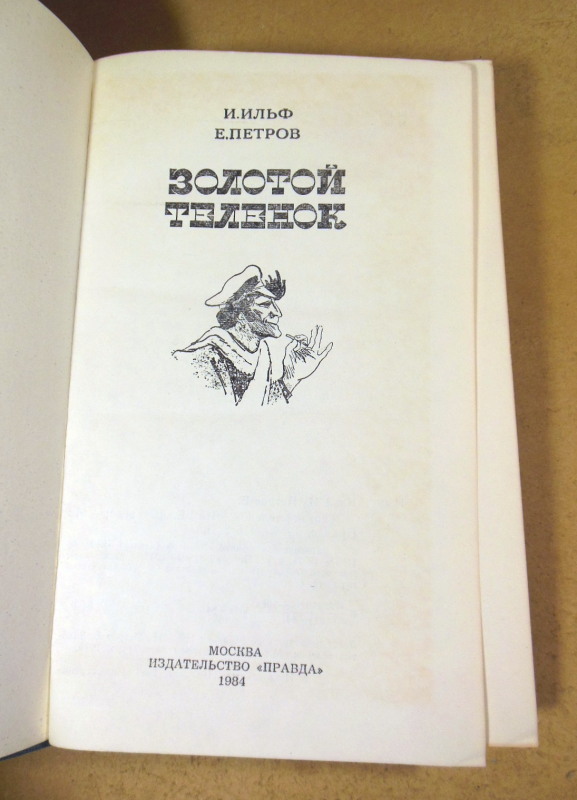 И.ИЛЬФ
Е.ПЕТРОВ
ЗОЛОТОЙ
ТЕЛЕНОК
МОСКВА
ИЗДАТЕЛЬСТВО «ПРАВДА»
1984